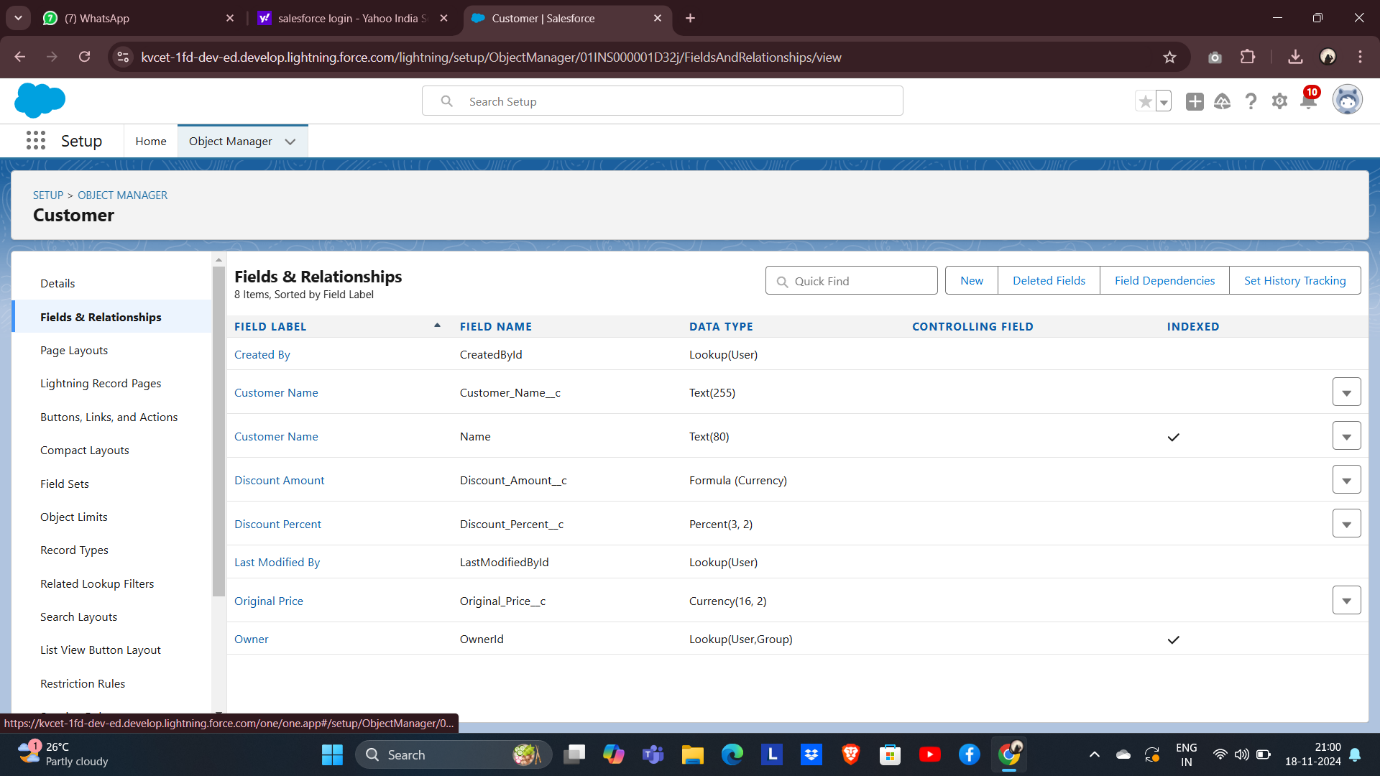 (7) WhatsApp
salesforce login - Yahoo India S
Customer | Salesforce
kvcet-1fd-dev-ed.develop.lightning.force.com/lightning/setup/ObjectManager/01INS000001D32j/FieldsAndRelationships/view
Search Setup
10
Setup
Home
Object Manager
SETUP > OBJECT MANAGER
Customer
Details
Fields & Relationships
Page Layouts
Lightning Record Pages
Buttons, Links, and Actions
Compact Layouts
Field Sets
Object Limits
Record Types
Related Lookup Filters
Search Layouts
List View Button Layout
Restriction Rules
Fields & Relationships
8 Items, Sorted by Field Label
Quick Find
New
Deleted Fields
Field Dependencies
Set History Tracking
FIELD LABEL FIELD NAME DATA TYPE CONTROLLING FIELD INDEXED
Created By CreatedById Lookup(User)
Customer Name Customer_Name__c Text(255)
Customer Name Name Text(80)
Discount Amount Discount_Amount__c Formula (Currency)
Discount Percent Discount_Percent__c Percent(3, 2)
Last Modified By LastModifiedById Lookup(User)
Original Price Original_Price__c Currency(16, 2)
Owner OwnerId Lookup(User,Group)
https://kvcet-1fd-dev-ed.develop.lightning.force.com/one/one.app#/setup/ObjectManager/0...
1
26°C
Partly cloudy
Search
L
ENG
IN
21:00
18-11-2024